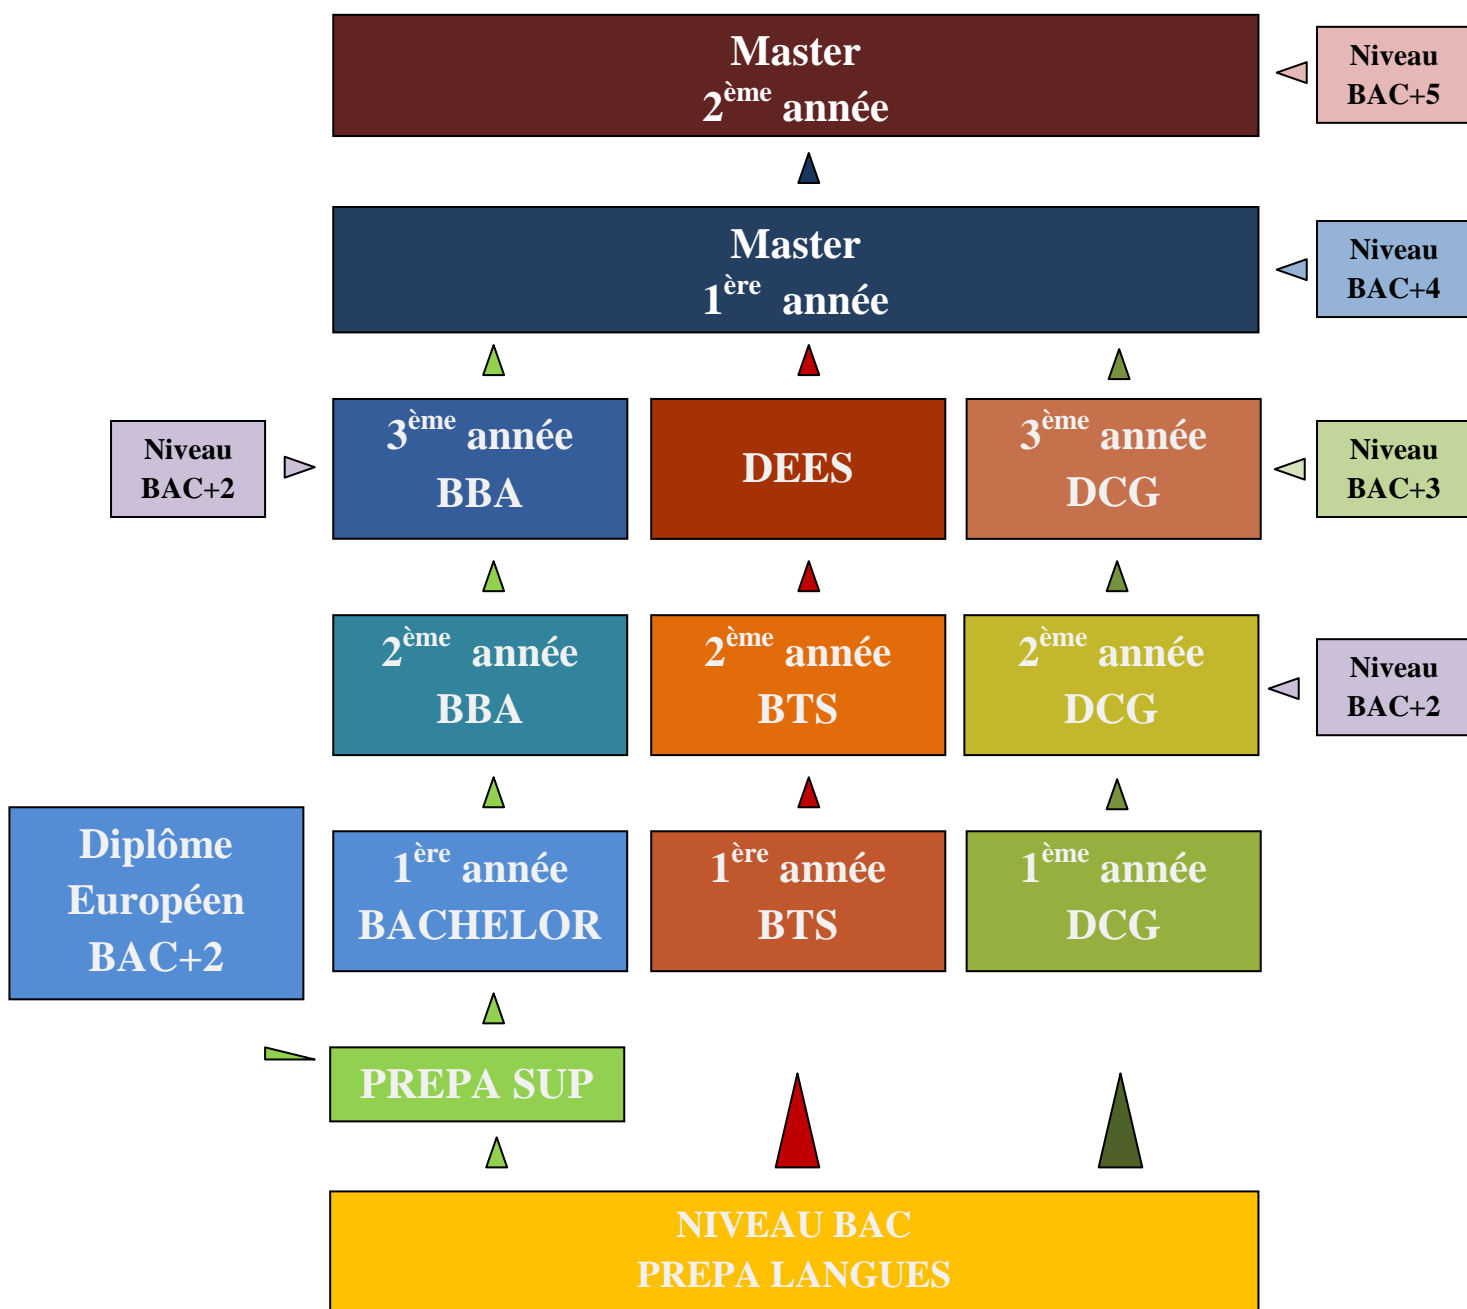 Master
2ème année
Niveau
BAC+5
Master
1ère année
Niveau
BAC+4
Niveau
BAC+2
3ème année
BBA
DEES
3ème année
DCG
Niveau
BAC+3
2ème année
BBA
2ème année
BTS
2ème année
DCG
Niveau
BAC+2
Diplôme
Européen
BAC+2
1ère année
BACHELOR
1ère année
BTS
1ème année
DCG
PREPA SUP
NIVEAU BAC
PREPA LANGUES